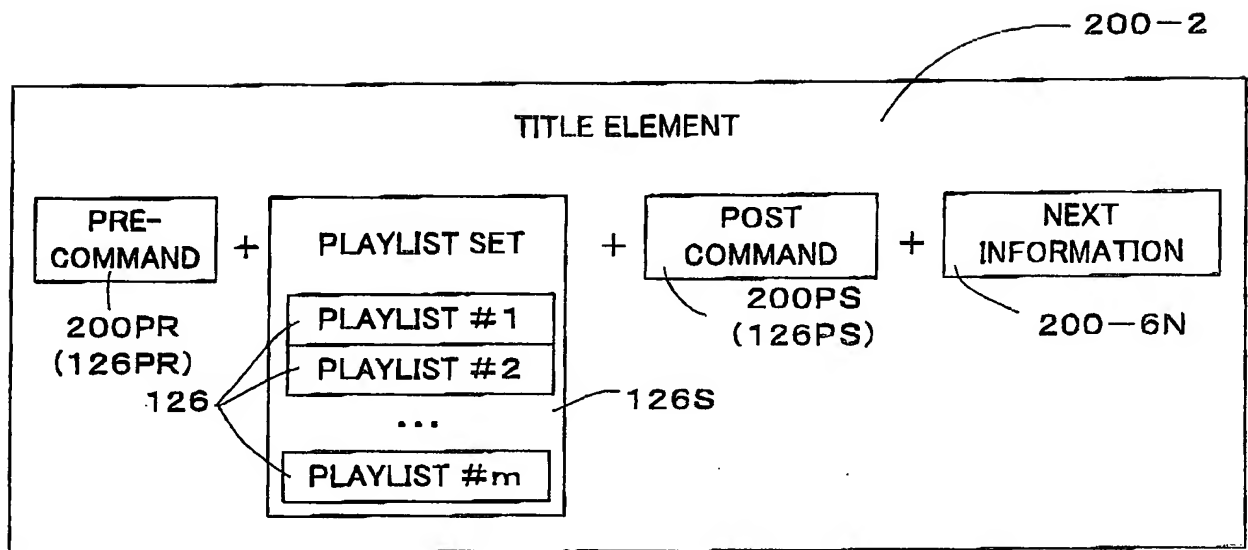 200-2
TITLE ELEMENT
PRE-
COMMAND
200PR
(126PR)
+
PLAYLIST SET
PLAYLIST #1
PLAYLIST #2
...
PLAYLIST #m
126
126S
+
POST
COMMAND
200PS
(126PS)
+
NEXT
INFORMATION
200-6N